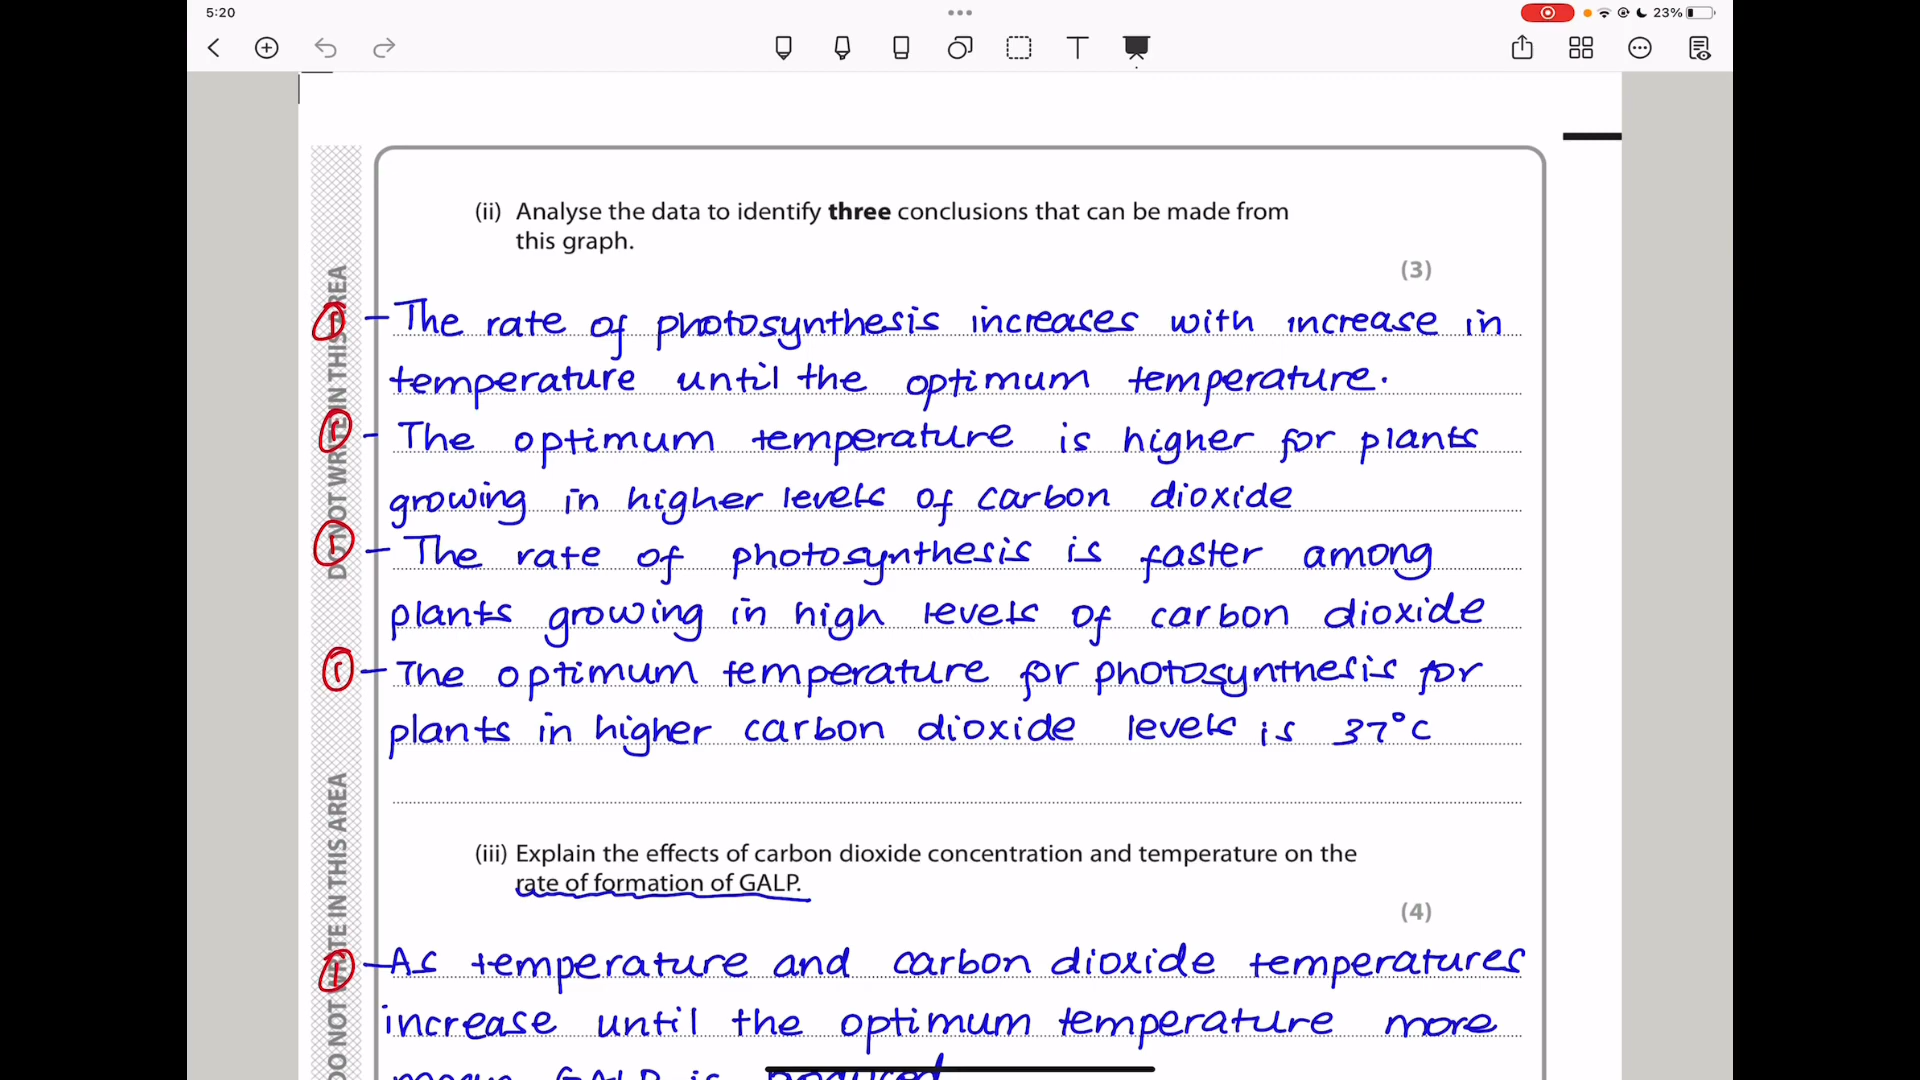 5:20
23%
(ii) Analyse the data to identify three conclusions that can be made from
this graph.
(3)
① - The rate of photosynthesis increases with increase in
temperature until the optimum temperature.
① - The optimum temperature is higher for plants
growing in higher levels of carbon dioxide
① - The rate of photosynthesis is faster among
plants growing in high levels of carbon dioxide
① - The optimum temperature for photosynthesis for
plants in higher carbon dioxide levels is 37°C
(iii) Explain the effects of carbon dioxide concentration and temperature on the
rate of formation of GALP.
(4)
① - As temperature and carbon dioxide temperatures
increase until the optimum temperature more
GALP is produced
DO NOT WRITE IN THIS AREA
DO NOT WRITE IN THIS AREA